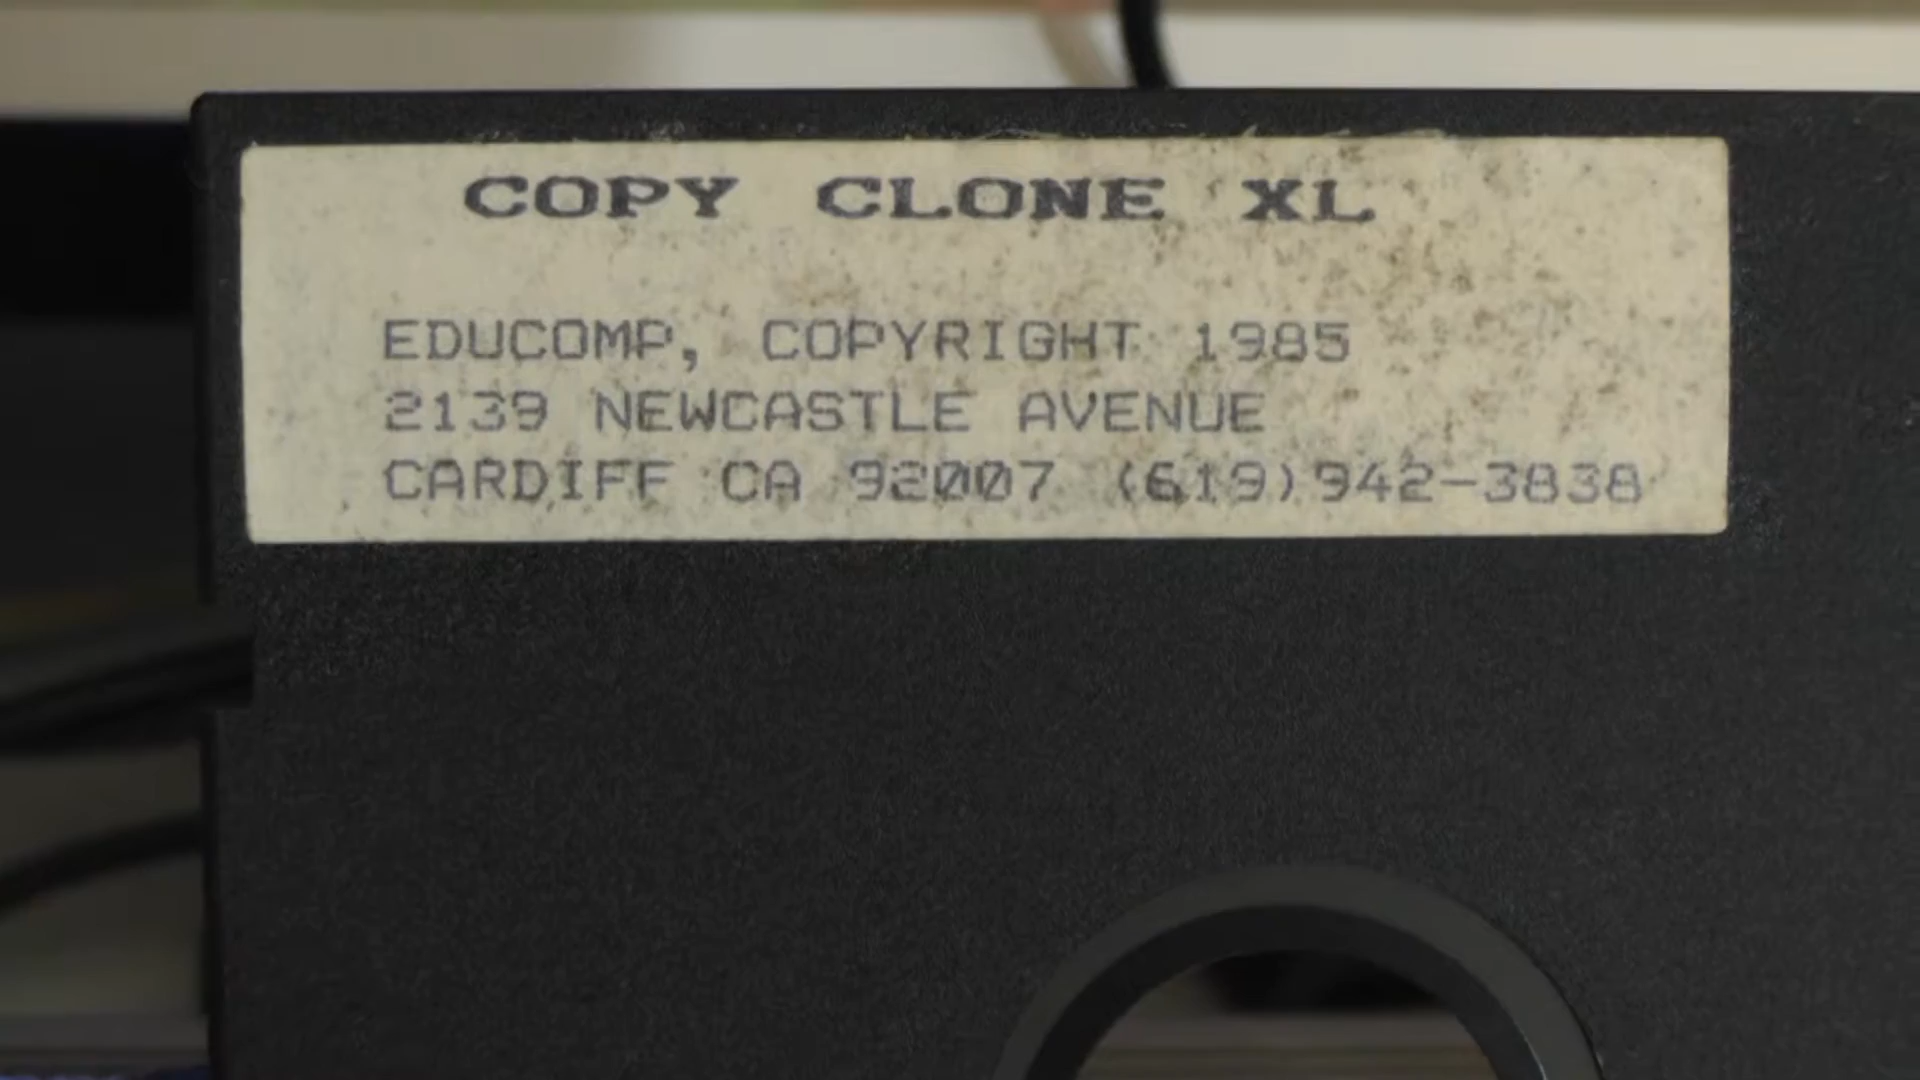 COPY CLONE XL
EDUCOMP, COPYRIGHT 1985
2139 NEWCASTLE AVENUE
CARDIFF CA 92007 (619)942-3838